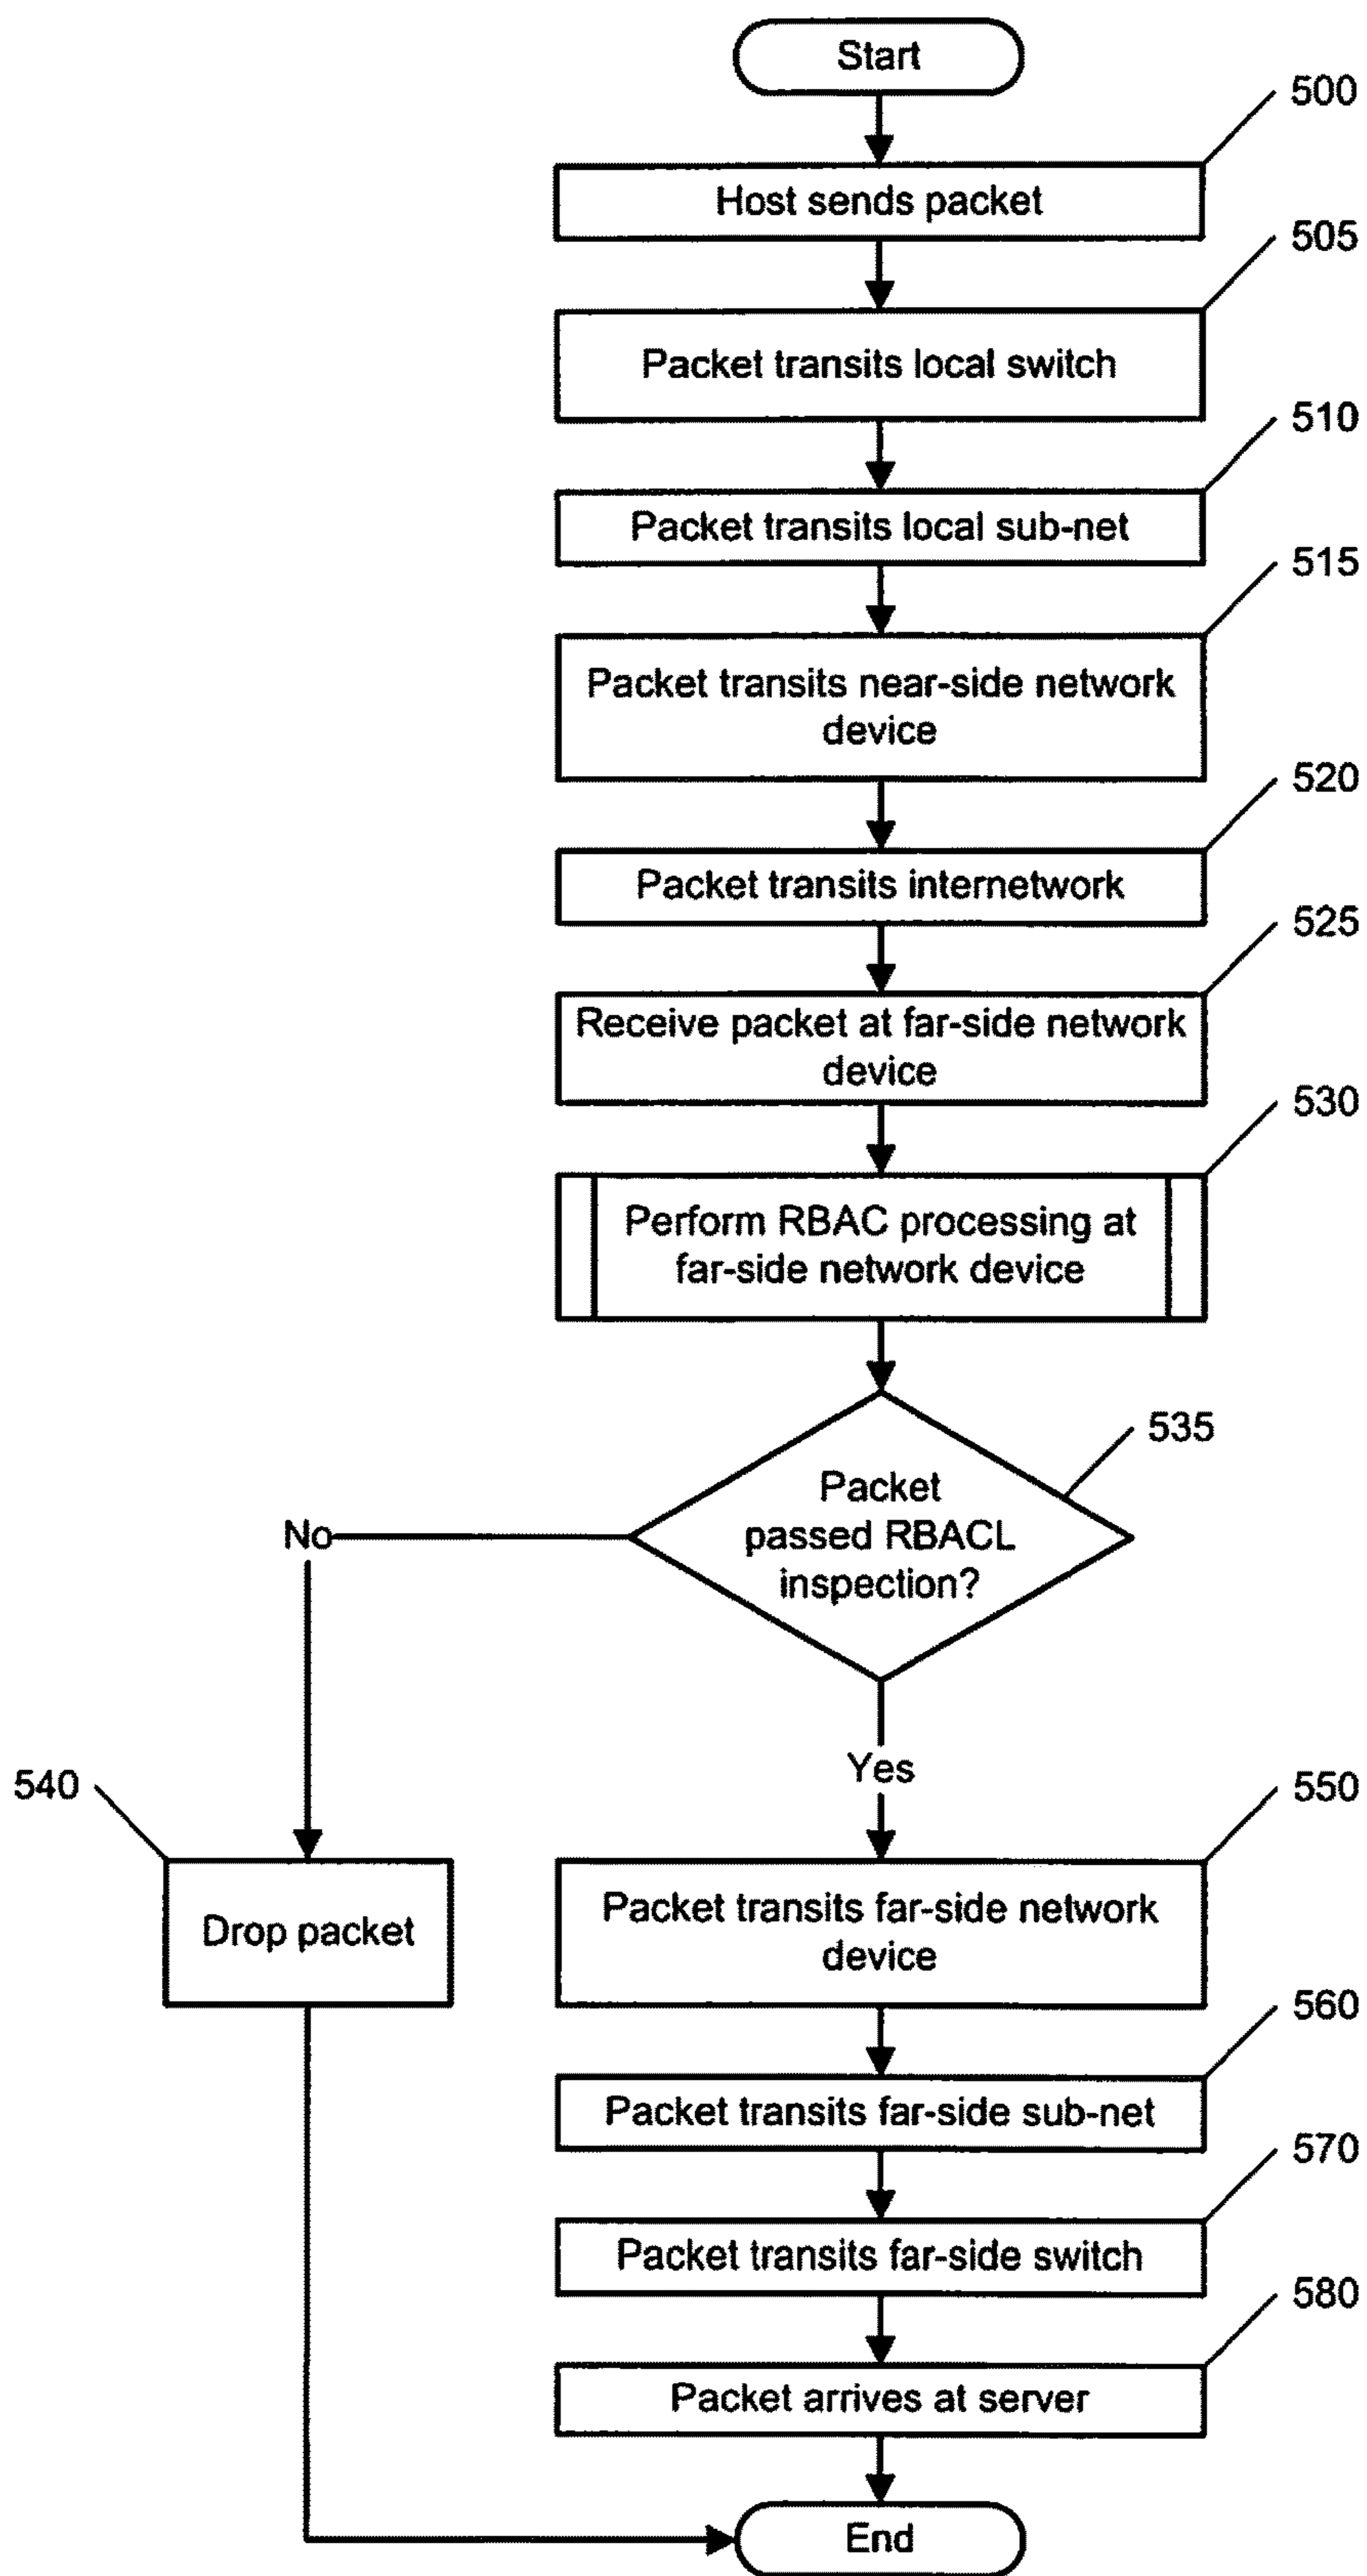 Start
500
Host sends packet
505
Packet transits local switch
510
Packet transits local sub-net
515
Packet transits near-side network
device
520
Packet transits internetwork
525
Receive packet at far-side network
device
530
Perform RBAC processing at
far-side network device
535
Packet
passed RBACL
inspection?
No
Yes
540
Drop packet
550
Packet transits far-side network
device
560
Packet transits far-side sub-net
570
Packet transits far-side switch
580
Packet arrives at server
End